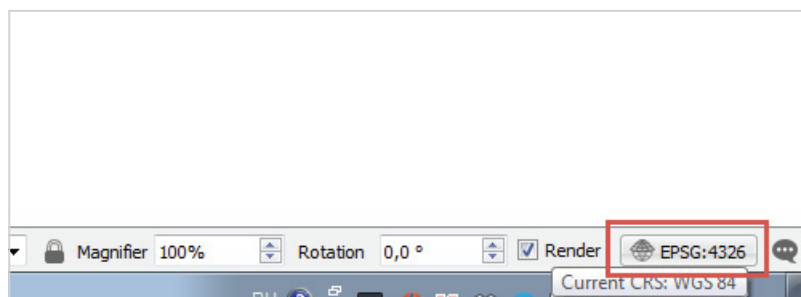 Magnifier 100% Rotation 0,0 ° Render EPSG:4326
Current CRS: WGS 84